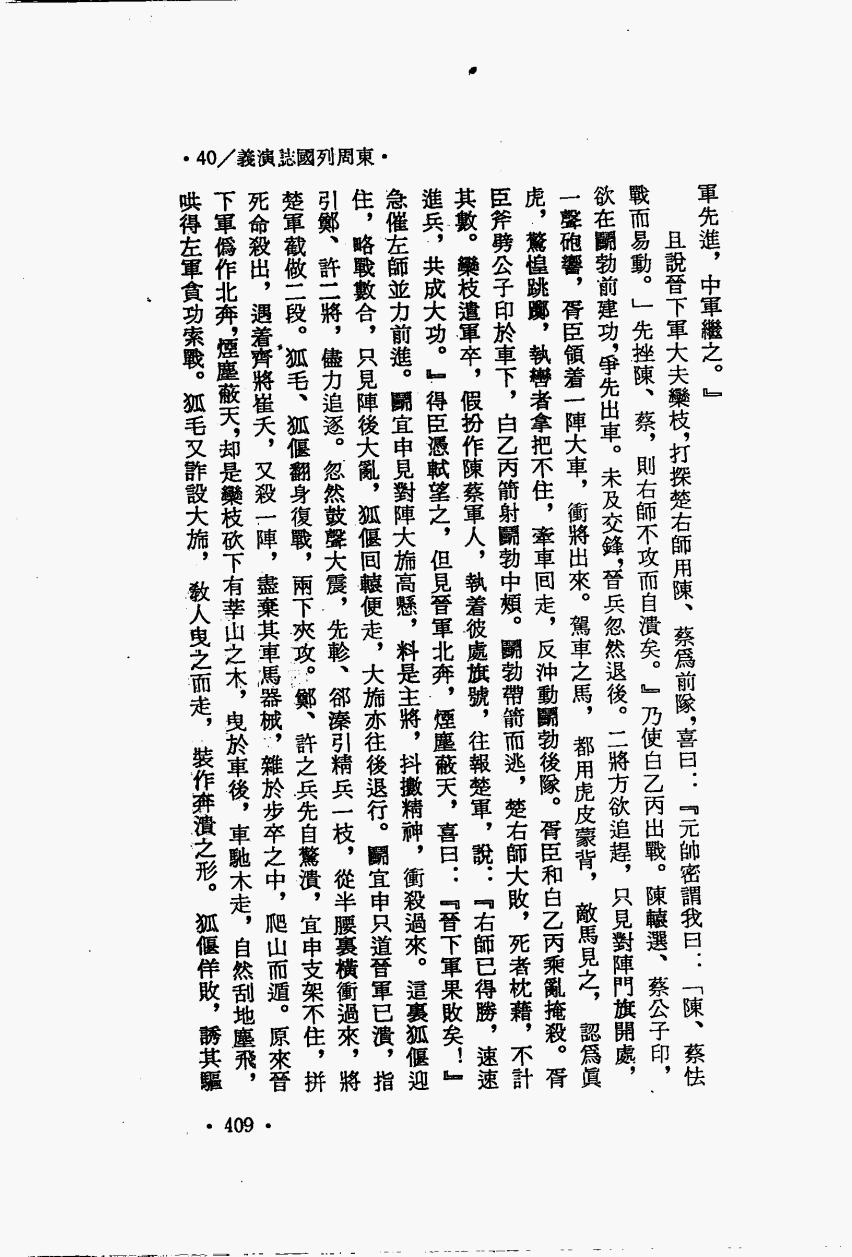 ·東周列國誌演義/40·
軍先進，中軍繼之。』
且說晉下軍大夫欒枝，打探楚右師用陳、蔡爲前隊，喜曰：『元帥密謂我曰：「陳、蔡怯
戰而易動。」先挫陳、蔡，則右師不攻而自潰矣。』乃使白乙丙出戰。陳轅選、蔡公子印，
欲在鬬勃前建功，爭先出車。未及交鋒，晉兵忽然退後。二將方欲追趕，只見對陣門旗開處，
一聲砲響，胥臣領着一陣大車，衝將出來。駕車之馬，都用虎皮蒙背，敵馬見之，認爲眞
虎，驚惶跳躑，執轡者拿把不住，牽車回走，反沖動鬬勃後隊。胥臣和白乙丙乘亂掩殺。胥
臣斧劈公子印於車下，白乙丙箭射鬬勃中頰。鬬勃帶箭而逃，楚右師大敗，死者枕藉，不計
其數。欒枝遣軍卒，假扮作陳蔡軍人，執着彼處旗號，往報楚軍，說：『右師已得勝，速速
進兵，共成大功。』得臣憑軾望之，但見晉軍北奔，煙塵蔽天，喜曰：『晉下軍果敗矣！』
急催左師並力前進。鬬宜申見對陣大旆高懸，料是主將，抖擻精神，衝殺過來。這裏狐偃迎
住，略戰數合，只見陣後大亂，狐偃回轅便走，大旆亦往後退行。鬬宜申只道晉軍已潰，指
引鄭、許二將，儘力追逐。忽然鼓聲大震，先軫、郤溱引精兵一枝，從半腰裏橫衝過來，將
楚軍截做二段。狐毛、狐偃翻身復戰，兩下夾攻。鄭、許之兵先自驚潰，宜申支架不住，拼
死命殺出，遇着齊將崔夭，又殺一陣，盡棄其車馬器械，雜於步卒之中，爬山而遁。原來晉
下軍僞作北奔，煙塵蔽天，却是欒枝砍下有莘山之木，曳於車後，車馳木走，自然刮地塵飛，
哄得左軍貪功索戰。狐毛又詐設大旆，敎人曳之而走，裝作奔潰之形。狐偃佯敗，誘其驅
·409·